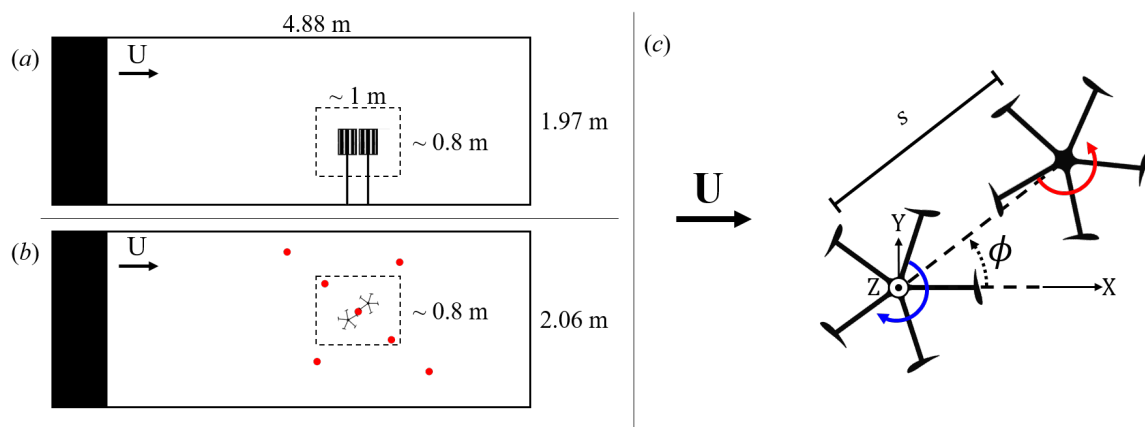 (a)
4.88 m
U
~ 1 m
~ 0.8 m
1.97 m
(b)
U
~ 0.8 m
2.06 m
(c)
s
U
Y
Z
ϕ
X